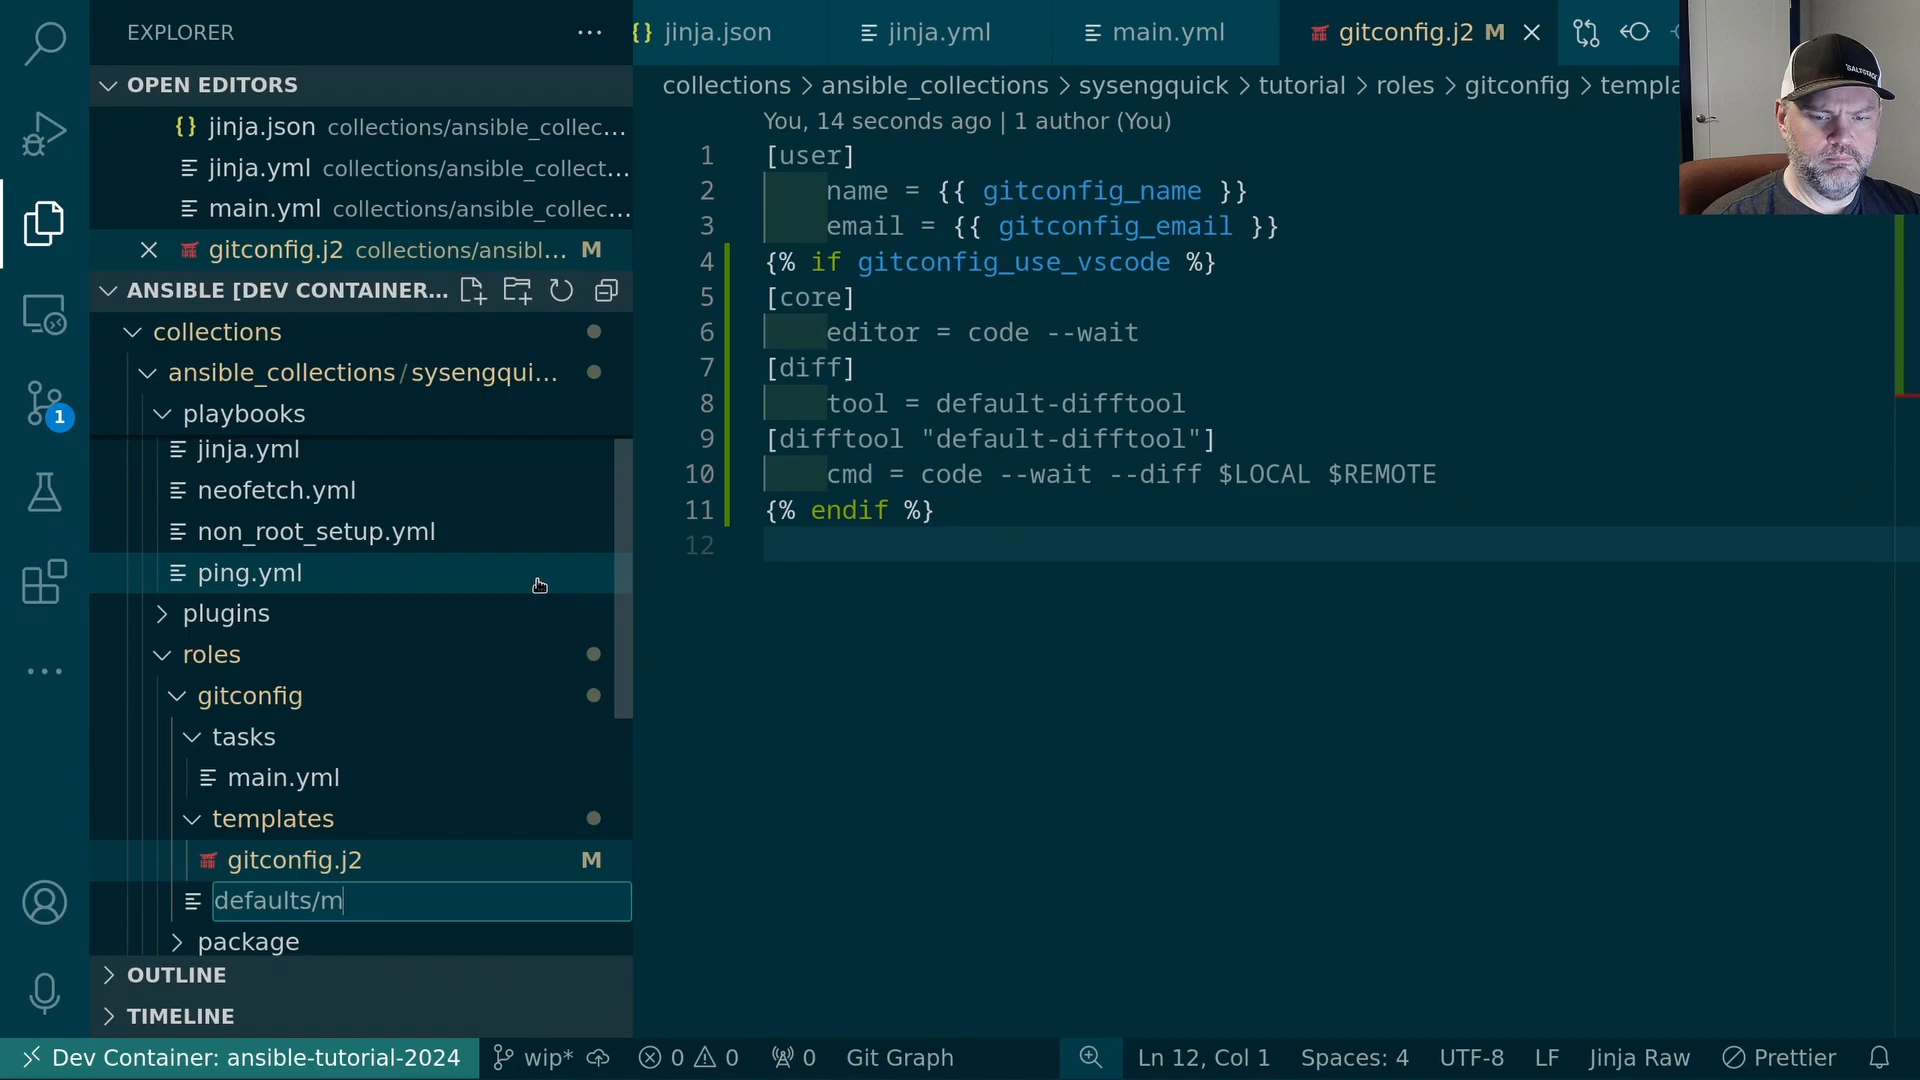 EXPLORER
OPEN EDITORS
jinja.json collections/ansible_collec...
jinja.yml collections/ansible_collect...
main.yml collections/ansible_collec...
gitconfig.j2 collections/ansibl... M
ANSIBLE [DEV CONTAINER...
collections
ansible_collections/sysengqui...
playbooks
jinja.yml
neofetch.yml
non_root_setup.yml
ping.yml
plugins
roles
gitconfig
tasks
main.yml
templates
gitconfig.j2 M
defaults/m
package
OUTLINE
TIMELINE
1
{} jinja.json
jinja.yml
main.yml
gitconfig.j2 M
collections > ansible_collections > sysengquick > tutorial > roles > gitconfig > templa
You, 14 seconds ago | 1 author (You)
1 [user]
2 name = {{ gitconfig_name }}
3 email = {{ gitconfig_email }}
4 {% if gitconfig_use_vscode %}
5 [core]
6 editor = code --wait
7 [diff]
8 tool = default-difftool
9 [difftool "default-difftool"]
10 cmd = code --wait --diff $LOCAL $REMOTE
11 {% endif %}
12
SALTSTACK
Dev Container: ansible-tutorial-2024 wip* 0 0 0 Git Graph Ln 12, Col 1 Spaces: 4 UTF-8 LF Jinja Raw Prettier